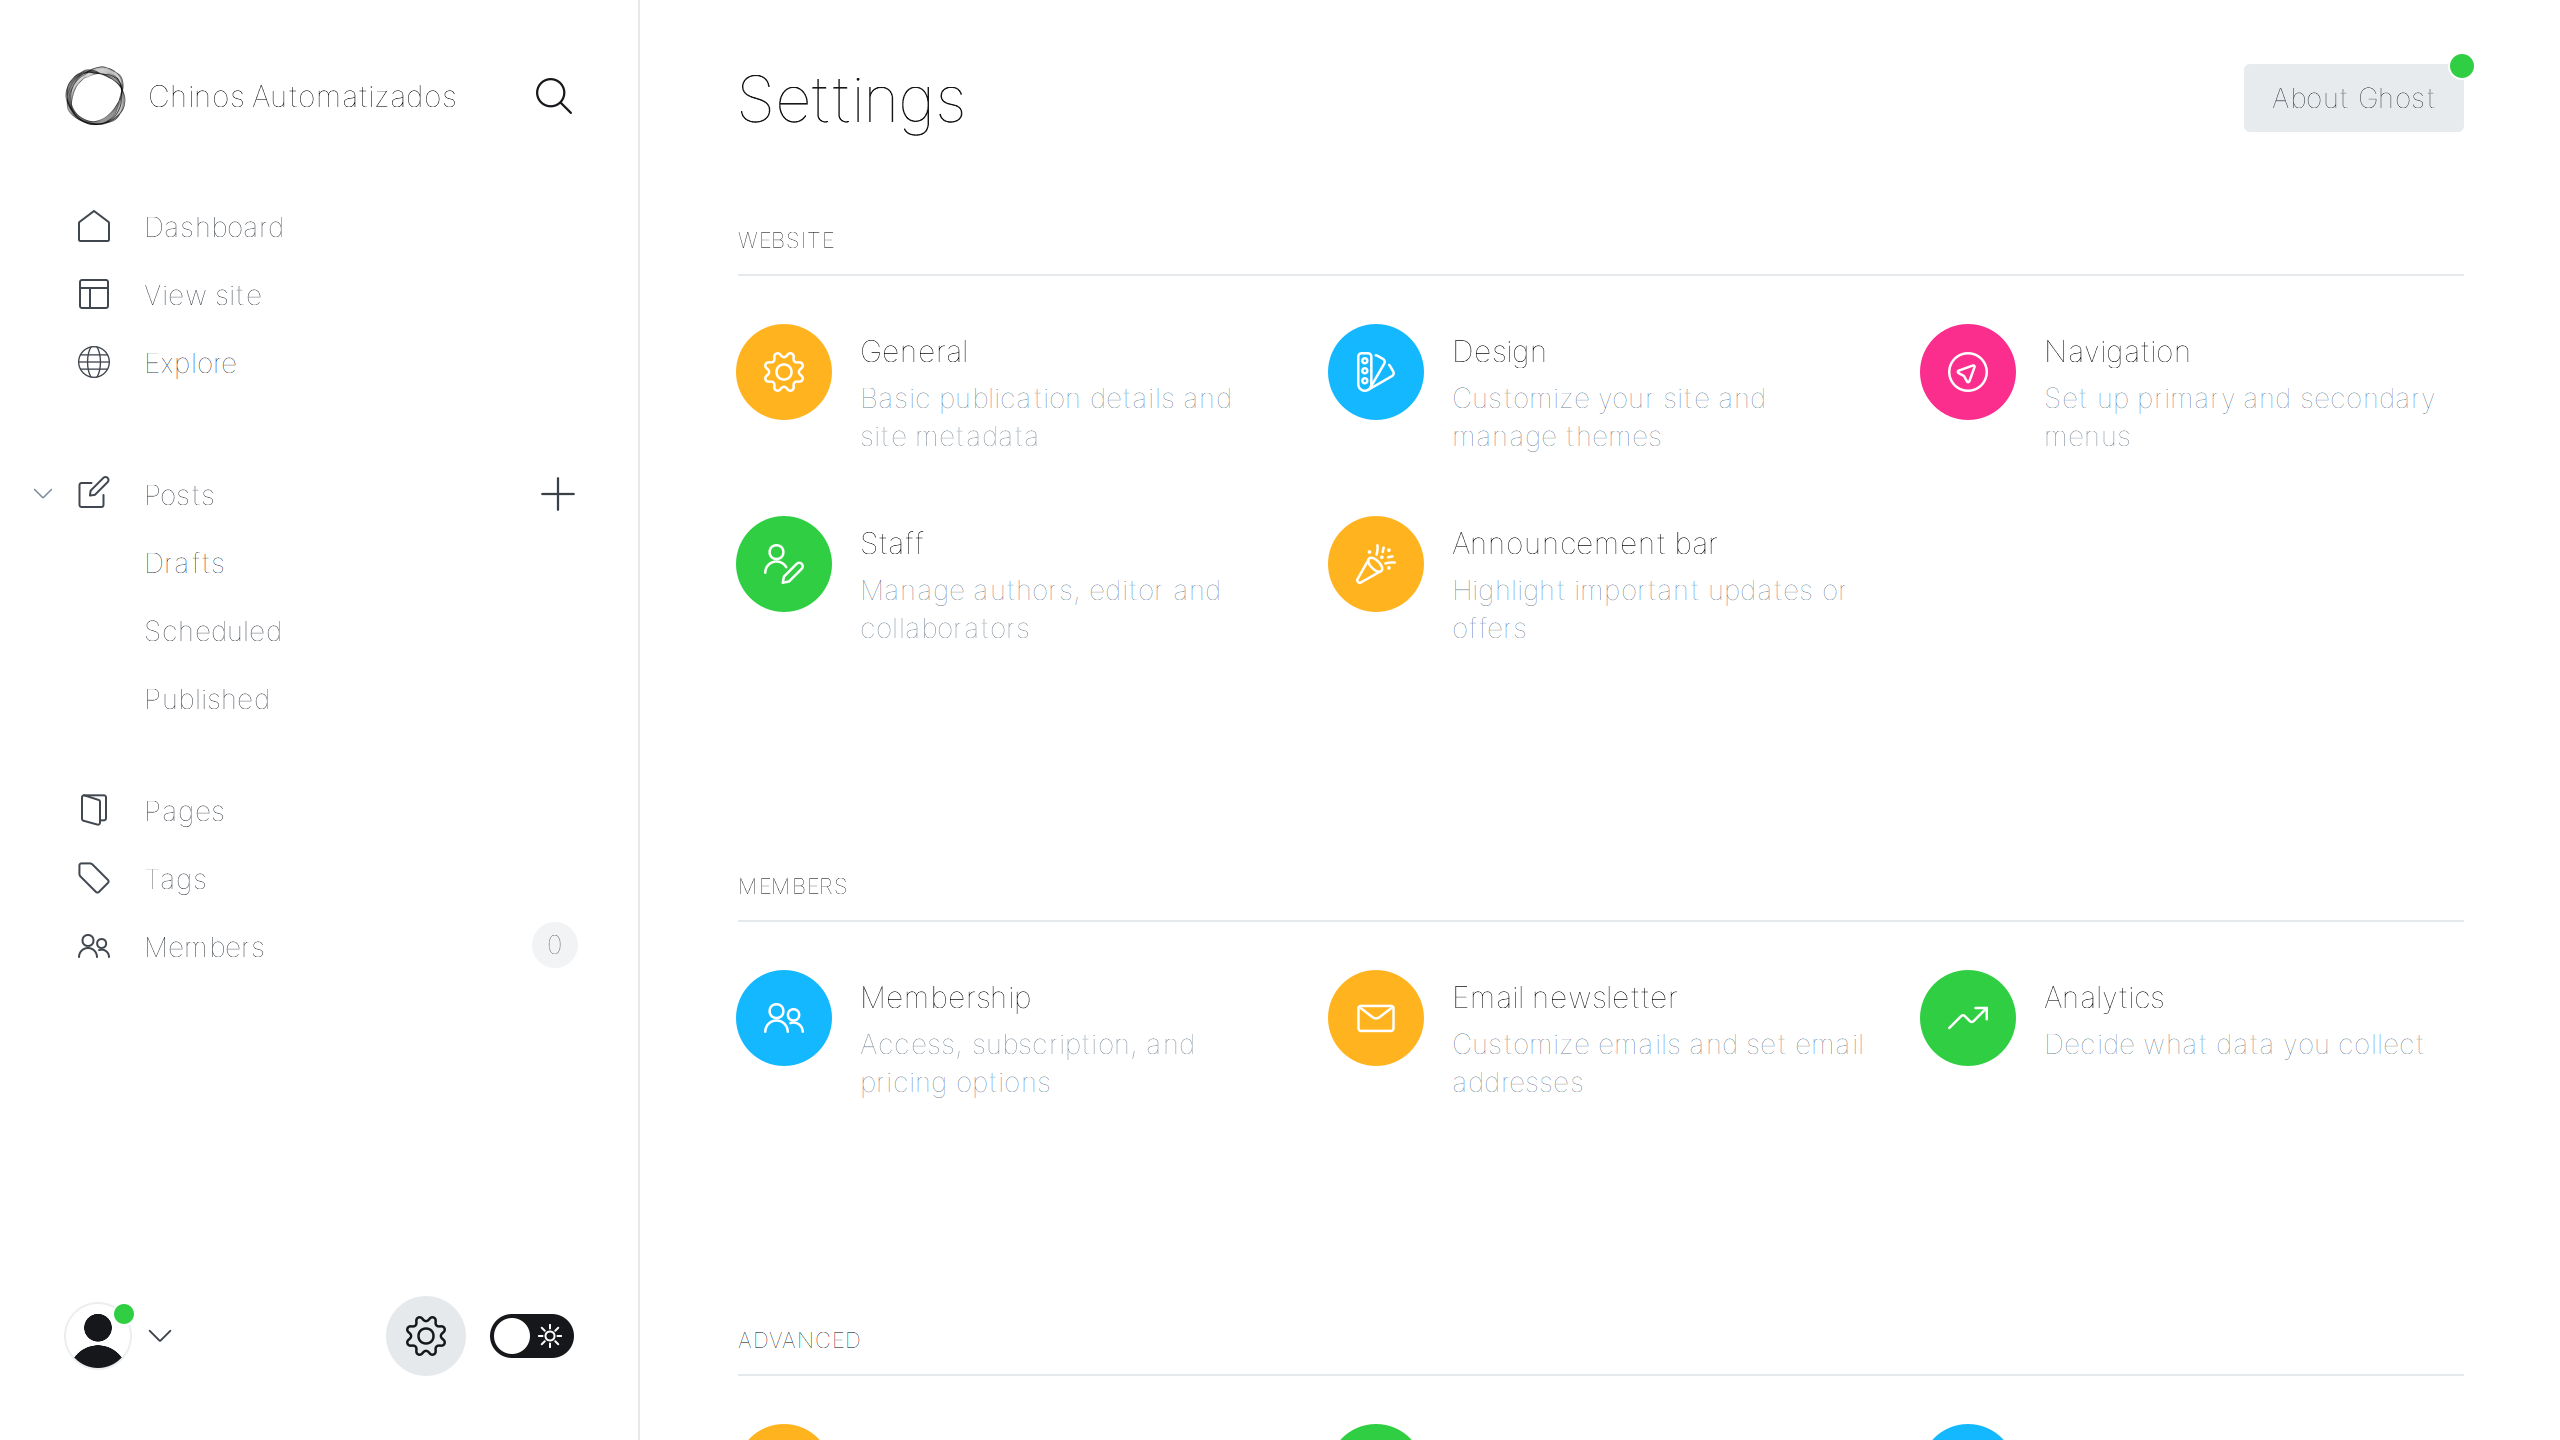 Chinos Automatizados
Dashboard
View site
Explore
Posts
Drafts
Scheduled
Published
Pages
Tags
Members
0
Settings
About Ghost
WEBSITE
General
Basic publication details and
site metadata
Design
Customize your site and
manage themes
Navigation
Set up primary and secondary
menus
Staff
Manage authors, editor and
collaborators
Announcement bar
Highlight important updates or
offers
MEMBERS
Membership
Access, subscription, and
pricing options
Email newsletter
Customize emails and set email
addresses
Analytics
Decide what data you collect
ADVANCED